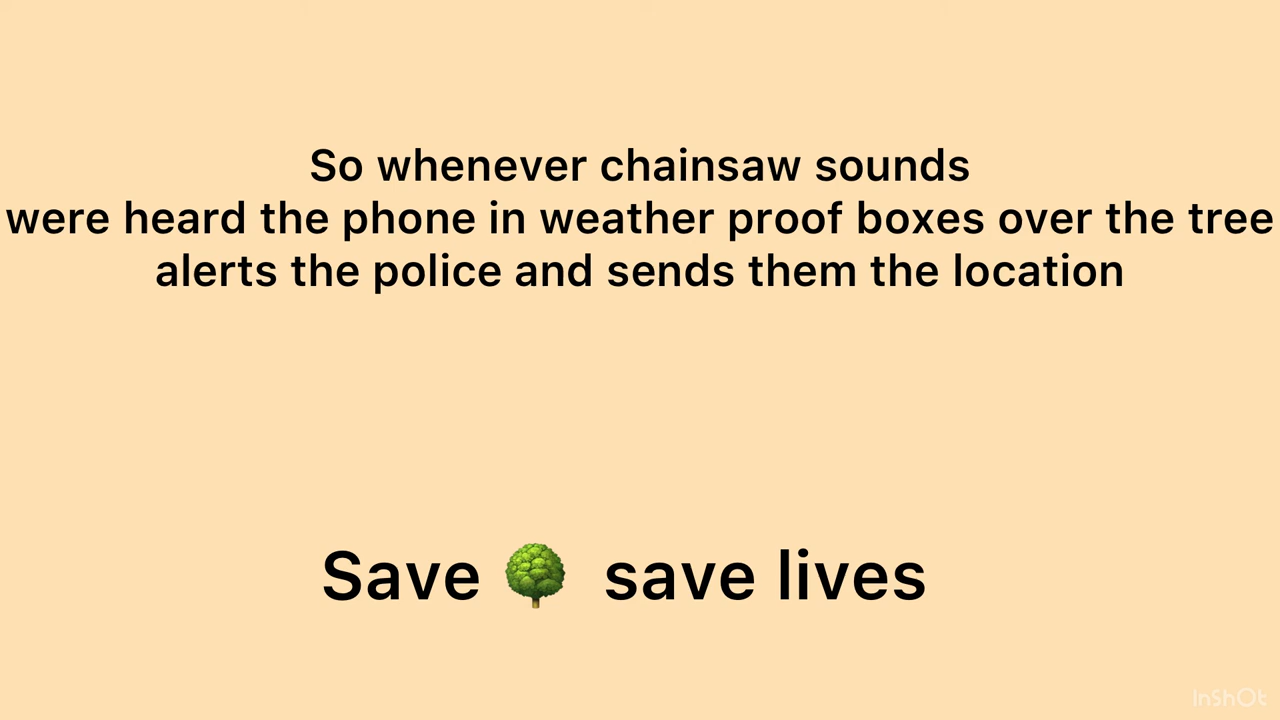 So whenever chainsaw sounds
were heard the phone in weather proof boxes over the tree
alerts the police and sends them the location
Save 🌳 save lives
InShOt